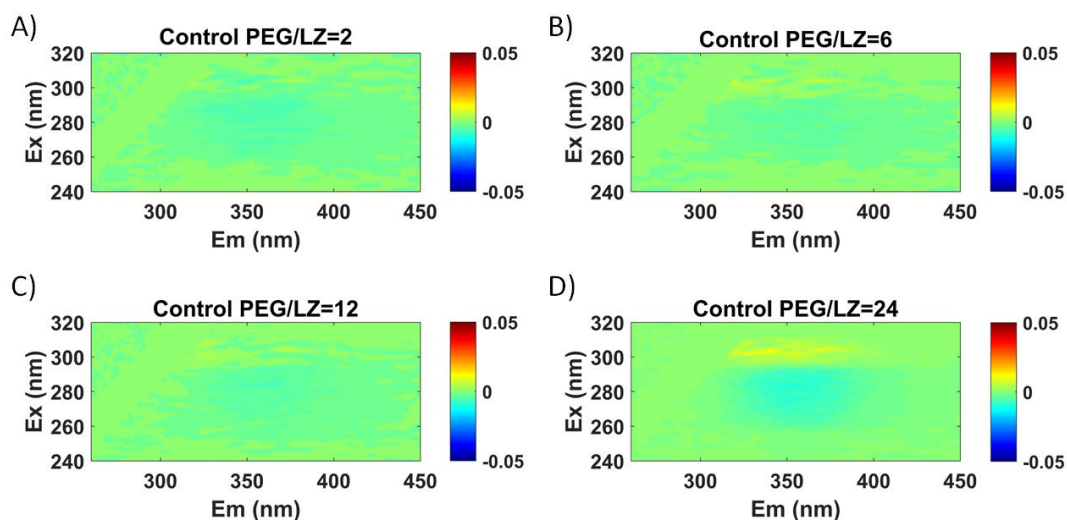 A)
Control PEG/LZ=2
320
300
280
260
240
Ex (nm)
300 350 400 450
Em (nm)
0.05
0
-0.05
B)
Control PEG/LZ=6
320
300
280
260
240
Ex (nm)
300 350 400 450
Em (nm)
0.05
0
-0.05
C)
Control PEG/LZ=12
320
300
280
260
240
Ex (nm)
300 350 400 450
Em (nm)
0.05
0
-0.05
D)
Control PEG/LZ=24
320
300
280
260
240
Ex (nm)
300 350 400 450
Em (nm)
0.05
0
-0.05